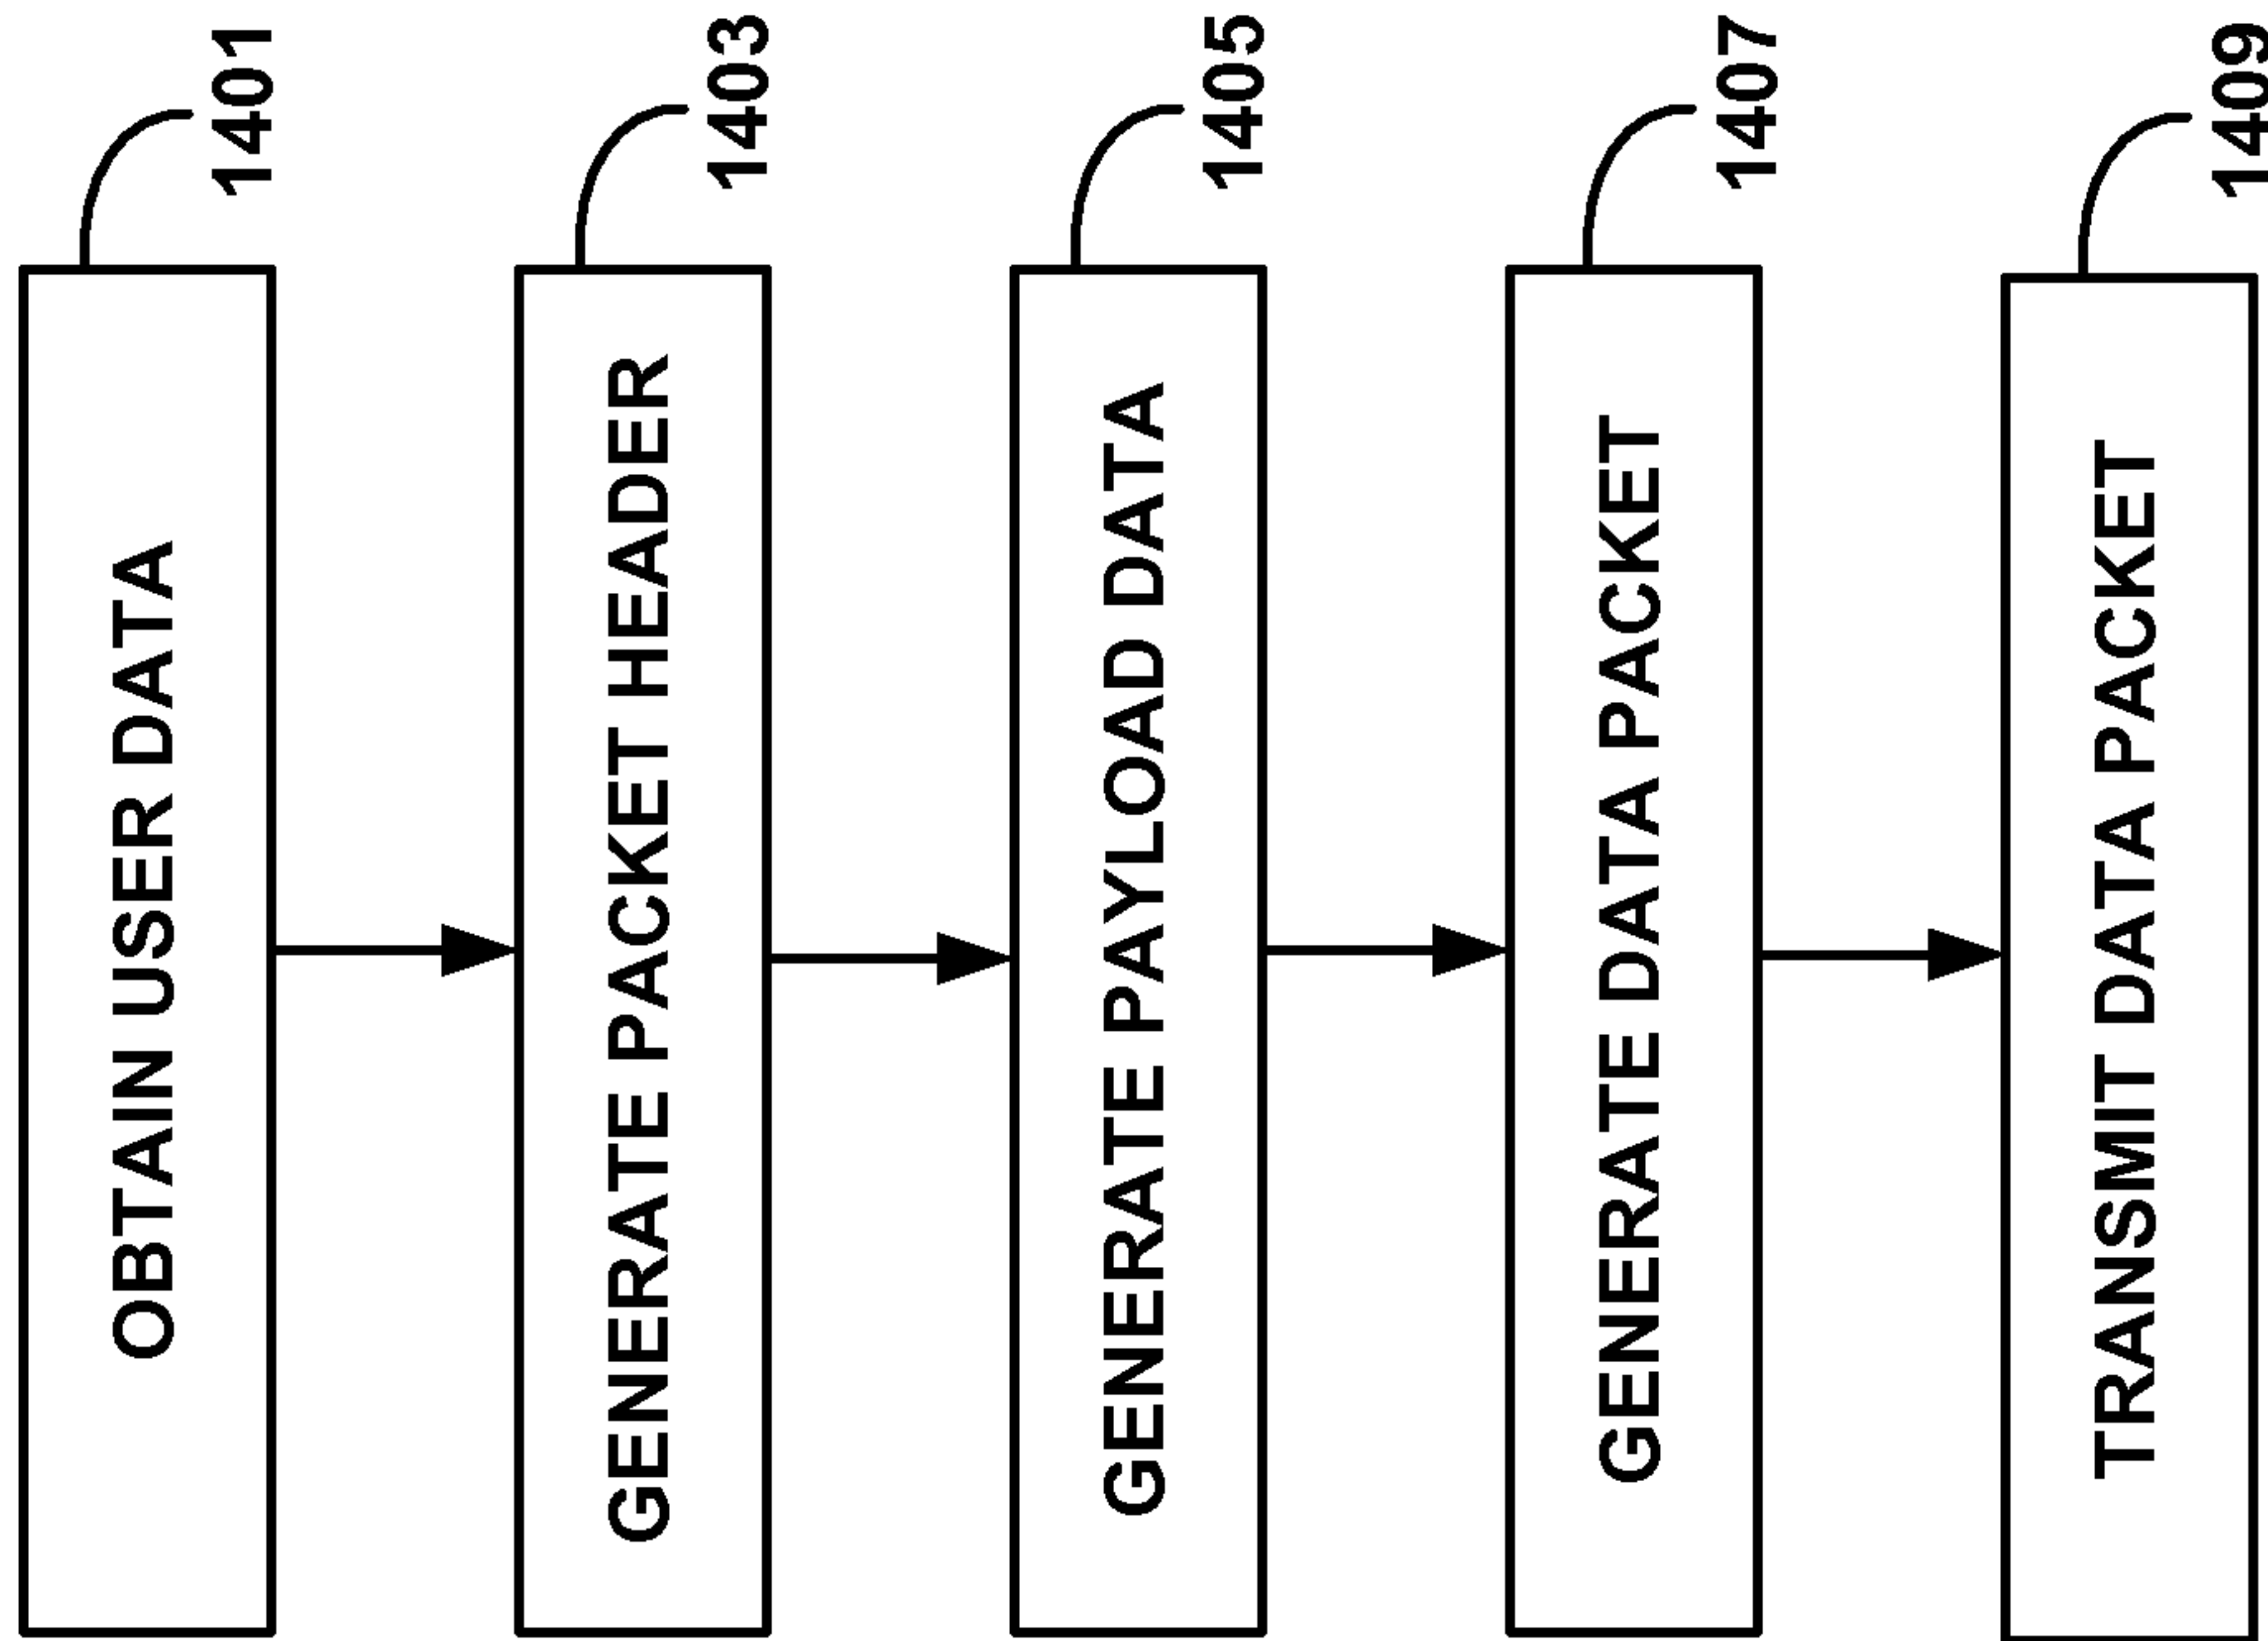 OBTAIN USER DATA
1401
GENERATE PACKET HEADER
1403
GENERATE PAYLOAD DATA
1405
GENERATE DATA PACKET
1407
TRANSMIT DATA PACKET
1409